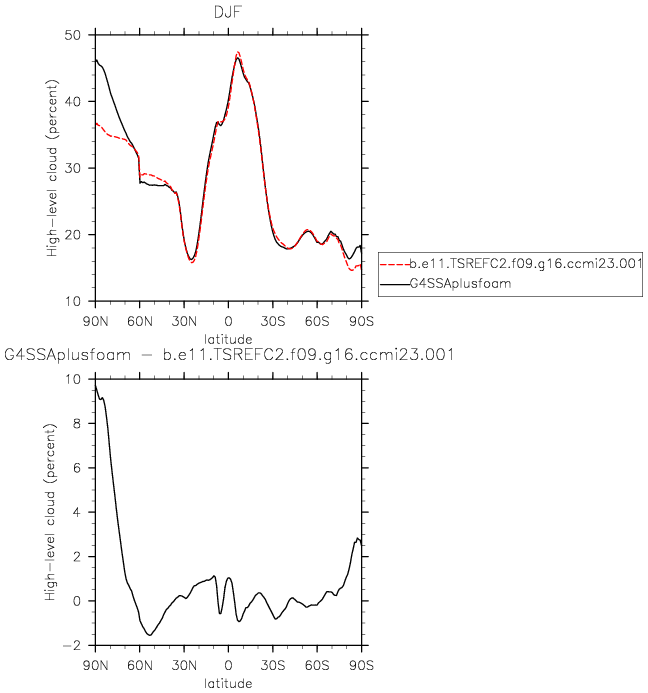 DJF
50
40
30
20
10
High-level cloud (percent)
90N 60N 30N 0 30S 60S 90S
latitude
b.e11.TSREFC2.f09.g16.ccmi23.001
G4SSAplusfoam
G4SSAplusfoam - b.e11.TSREFC2.f09.g16.ccmi23.001
10
8
6
4
2
0
-2
High-level cloud (percent)
90N 60N 30N 0 30S 60S 90S
latitude